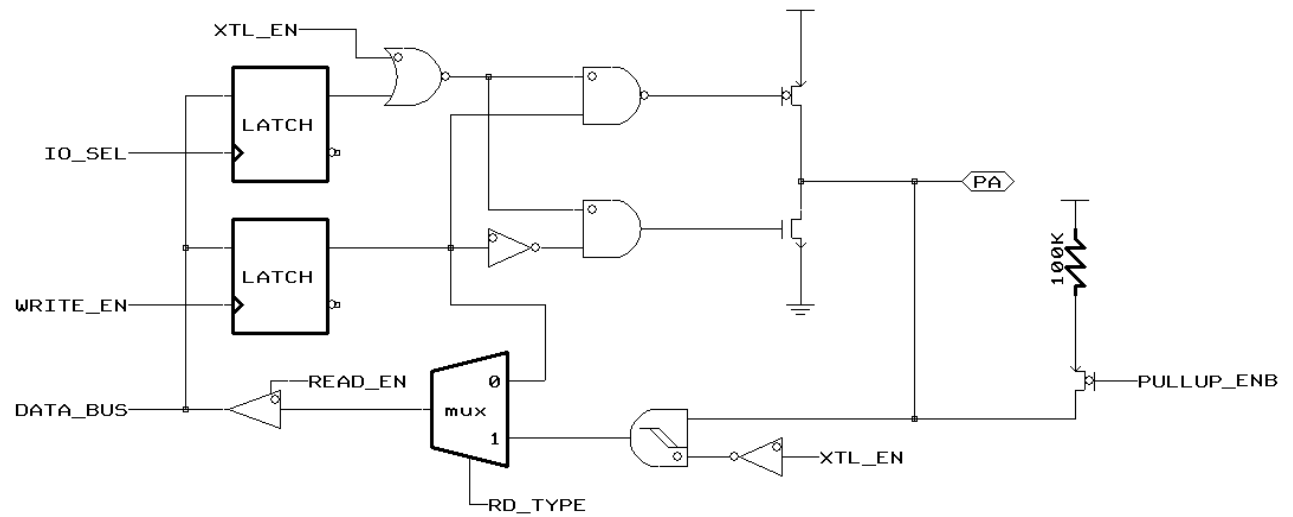 XTL_EN
LATCH
IO_SEL
PA
100K
LATCH
WRITE_EN
READ_EN
0
PULLUP_ENB
DATA_BUS
mux
1
XTL_EN
RD_TYPE